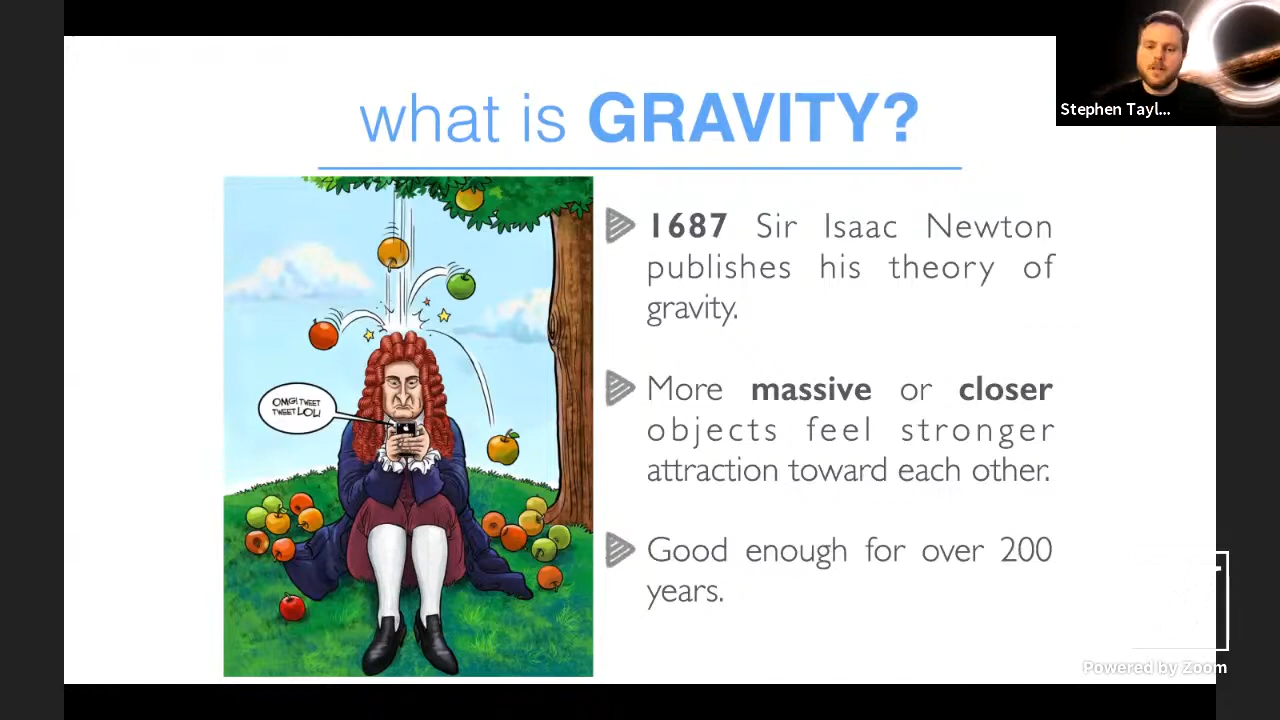 what is GRAVITY?
Stephen Tayl...
1687 Sir Isaac Newton
publishes his theory of
gravity.
OMG! TWEET
TWEET LOL!
More massive or closer
objects feel stronger
attraction toward each other.
Good enough for over 200
years.
Powered by Zoom